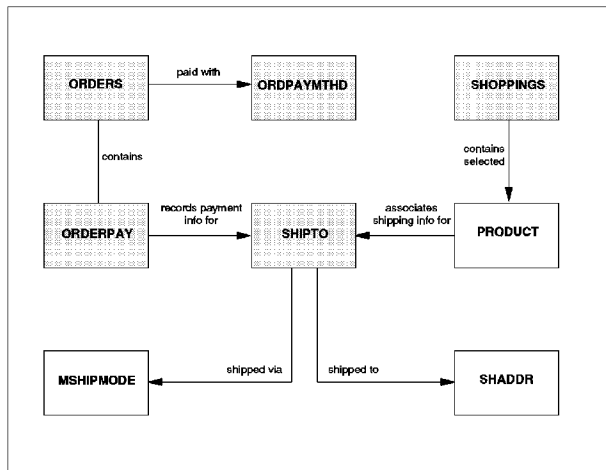 ORDERS
paid with
ORDPAYMTHD
SHOPPINGS
contains
contains
selected
ORDERPAY
records payment
info for
SHIPTO
associates
shipping info for
PRODUCT
MSHIPMODE
shipped via
shipped to
SHADDR